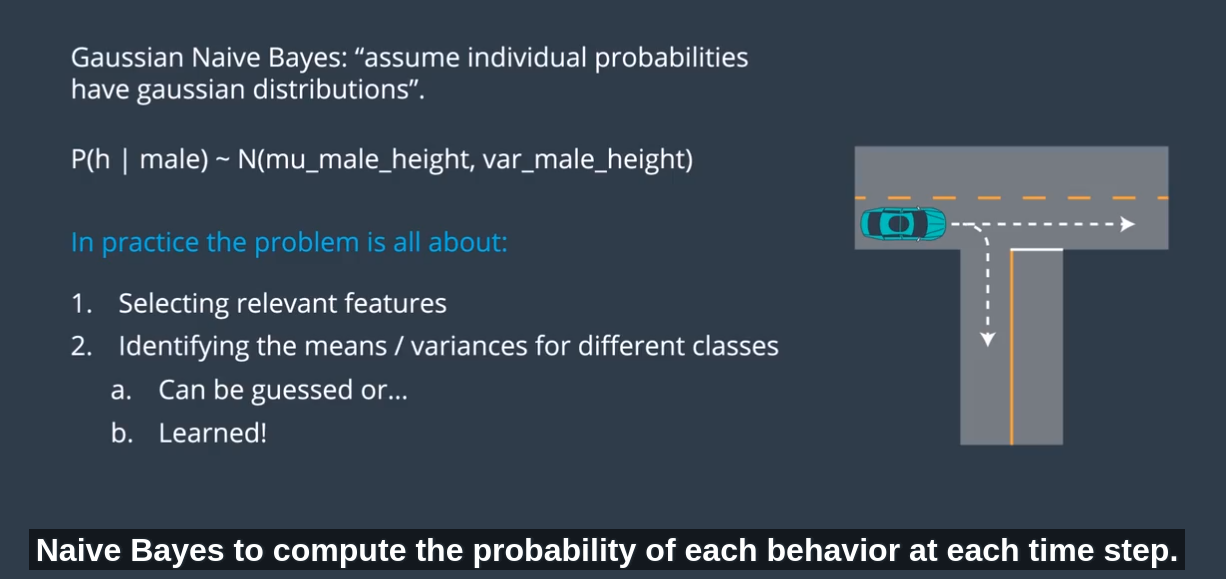 Gaussian Naive Bayes: “assume individual probabilities
have gaussian distributions”.
P(h | male) ~ N(mu_male_height, var_male_height)
In practice the problem is all about:
1. Selecting relevant features
2. Identifying the means / variances for different classes
a. Can be guessed or...
b. Learned!
Naive Bayes to compute the probability of each behavior at each time step.